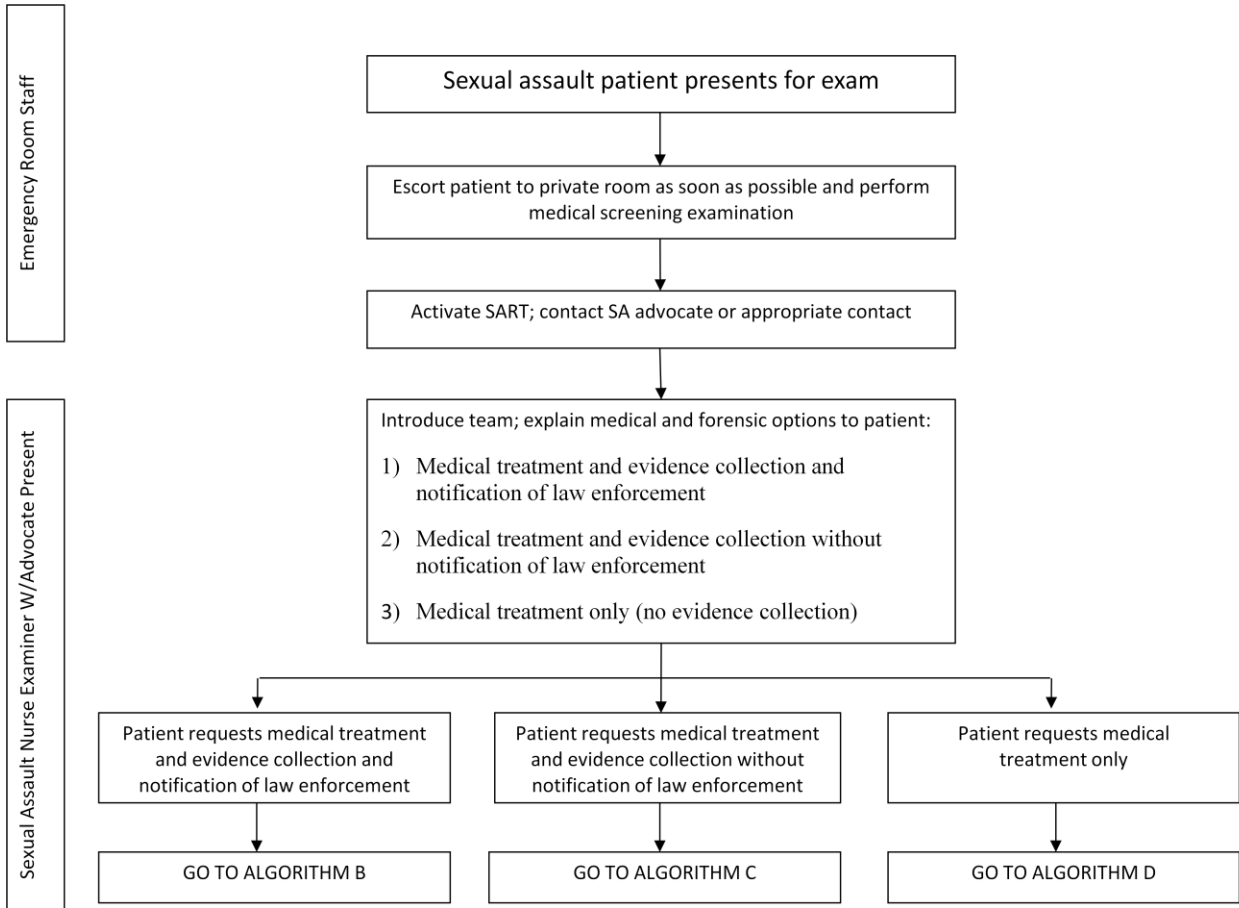 Emergency Room Staff
Sexual assault patient presents for exam
Escort patient to private room as soon as possible and perform
medical screening examination
Activate SART; contact SA advocate or appropriate contact
Sexual Assault Nurse Examiner W/Advocate Present
Introduce team; explain medical and forensic options to patient:
1) Medical treatment and evidence collection and
notification of law enforcement
2) Medical treatment and evidence collection without
notification of law enforcement
3) Medical treatment only (no evidence collection)
Patient requests medical treatment
and evidence collection and
notification of law enforcement
Patient requests medical treatment
and evidence collection without
notification of law enforcement
Patient requests medical
treatment only
GO TO ALGORITHM B
GO TO ALGORITHM C
GO TO ALGORITHM D